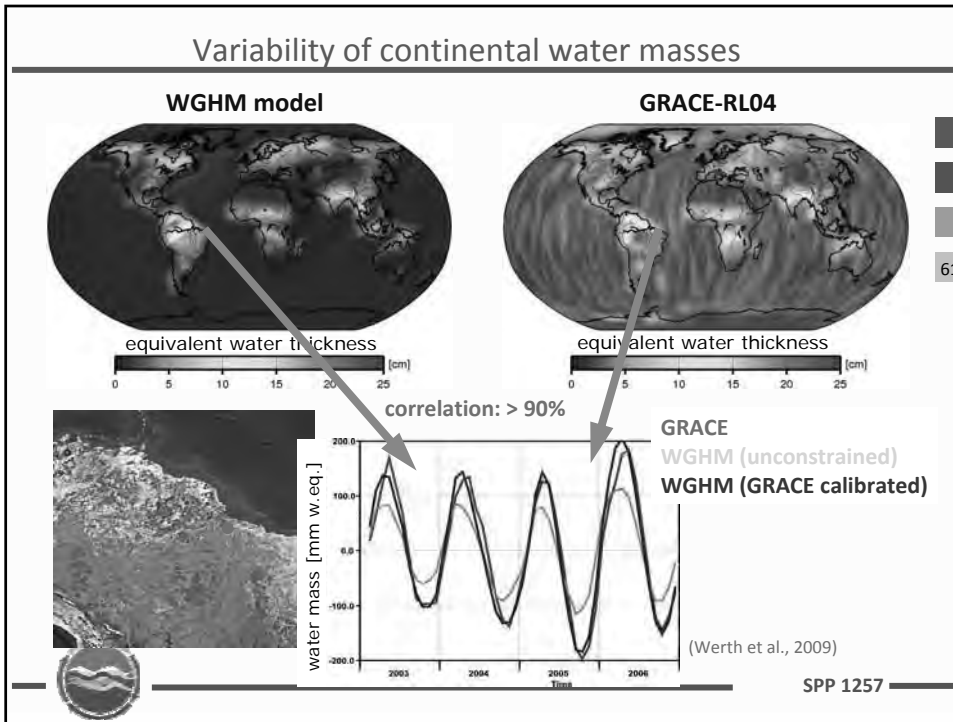 Variability of continental water masses
WGHM model
GRACE-RL04
61
equivalent water thickness
[cm]
0 5 10 15 20 25
equivalent water thickness
[cm]
0 5 10 15 20 25
correlation: > 90%
GRACE
WGHM (unconstrained)
WGHM (GRACE calibrated)
water mass [mm w.eq.]
200.0
100.0
0.0
-100.0
-200.0
2003 2004 2005 2006
Time
(Werth et al., 2009)
SPP 1257